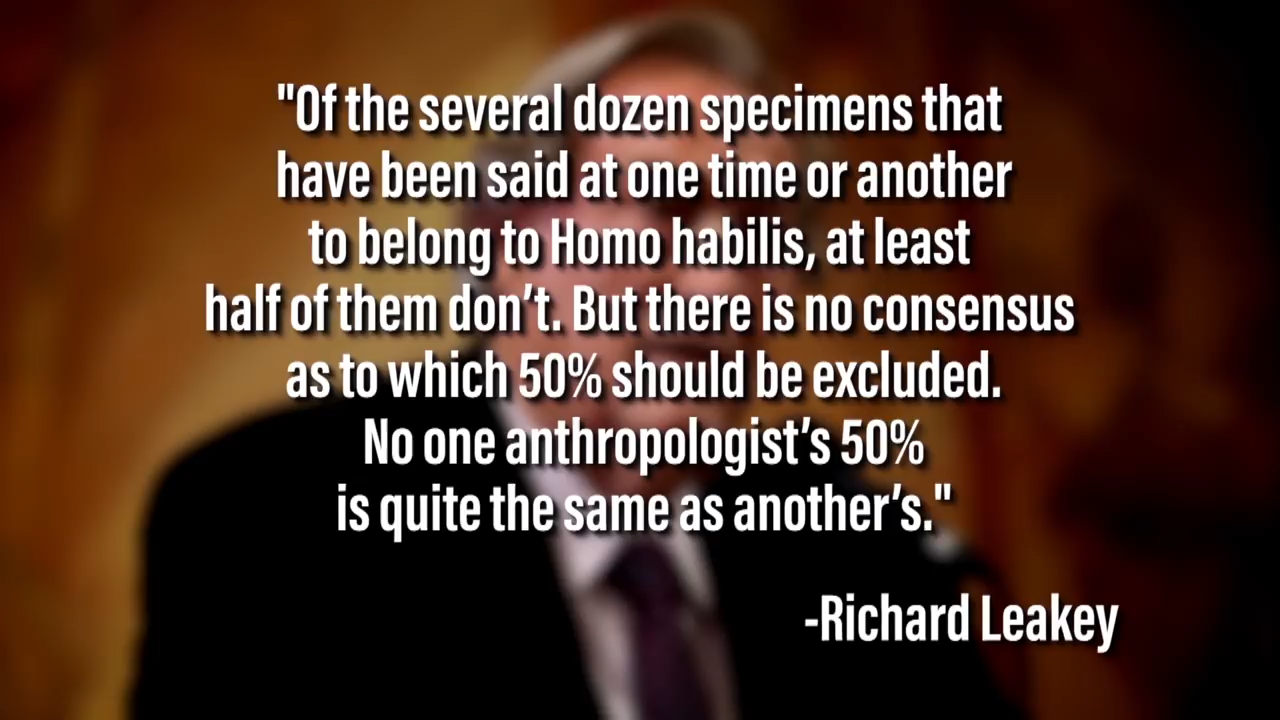 "Of the several dozen specimens that
have been said at one time or another
to belong to Homo habilis, at least
half of them don’t. But there is no consensus
as to which 50% should be excluded.
No one anthropologist’s 50%
is quite the same as another’s."
-Richard Leakey